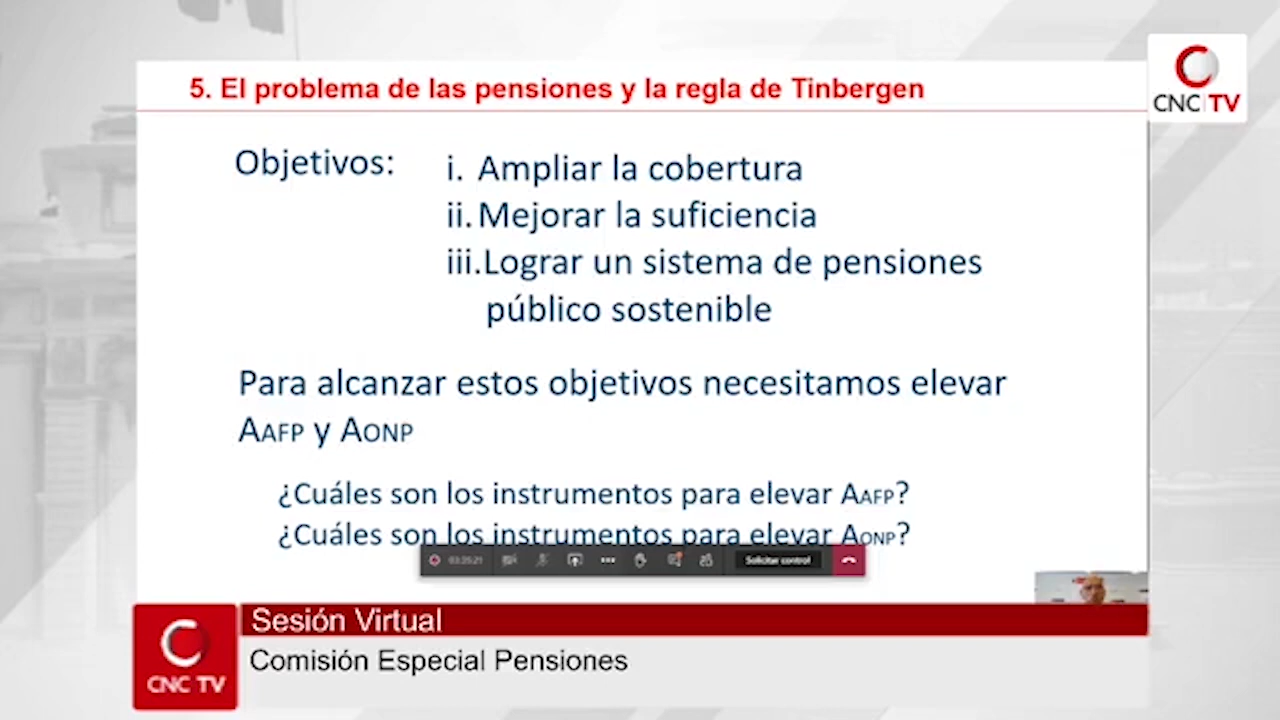 5. El problema de las pensiones y la regla de Tinbergen
CNC TV
Objetivos:
i. Ampliar la cobertura
ii. Mejorar la suficiencia
iii. Lograr un sistema de pensiones
público sostenible
Para alcanzar estos objetivos necesitamos elevar
AAFP y AONP
¿Cuáles son los instrumentos para elevar AAFP?
¿Cuáles son los instrumentos para elevar AONP?
Solicitar control
Sesión Virtual
Comisión Especial Pensiones
CNC TV